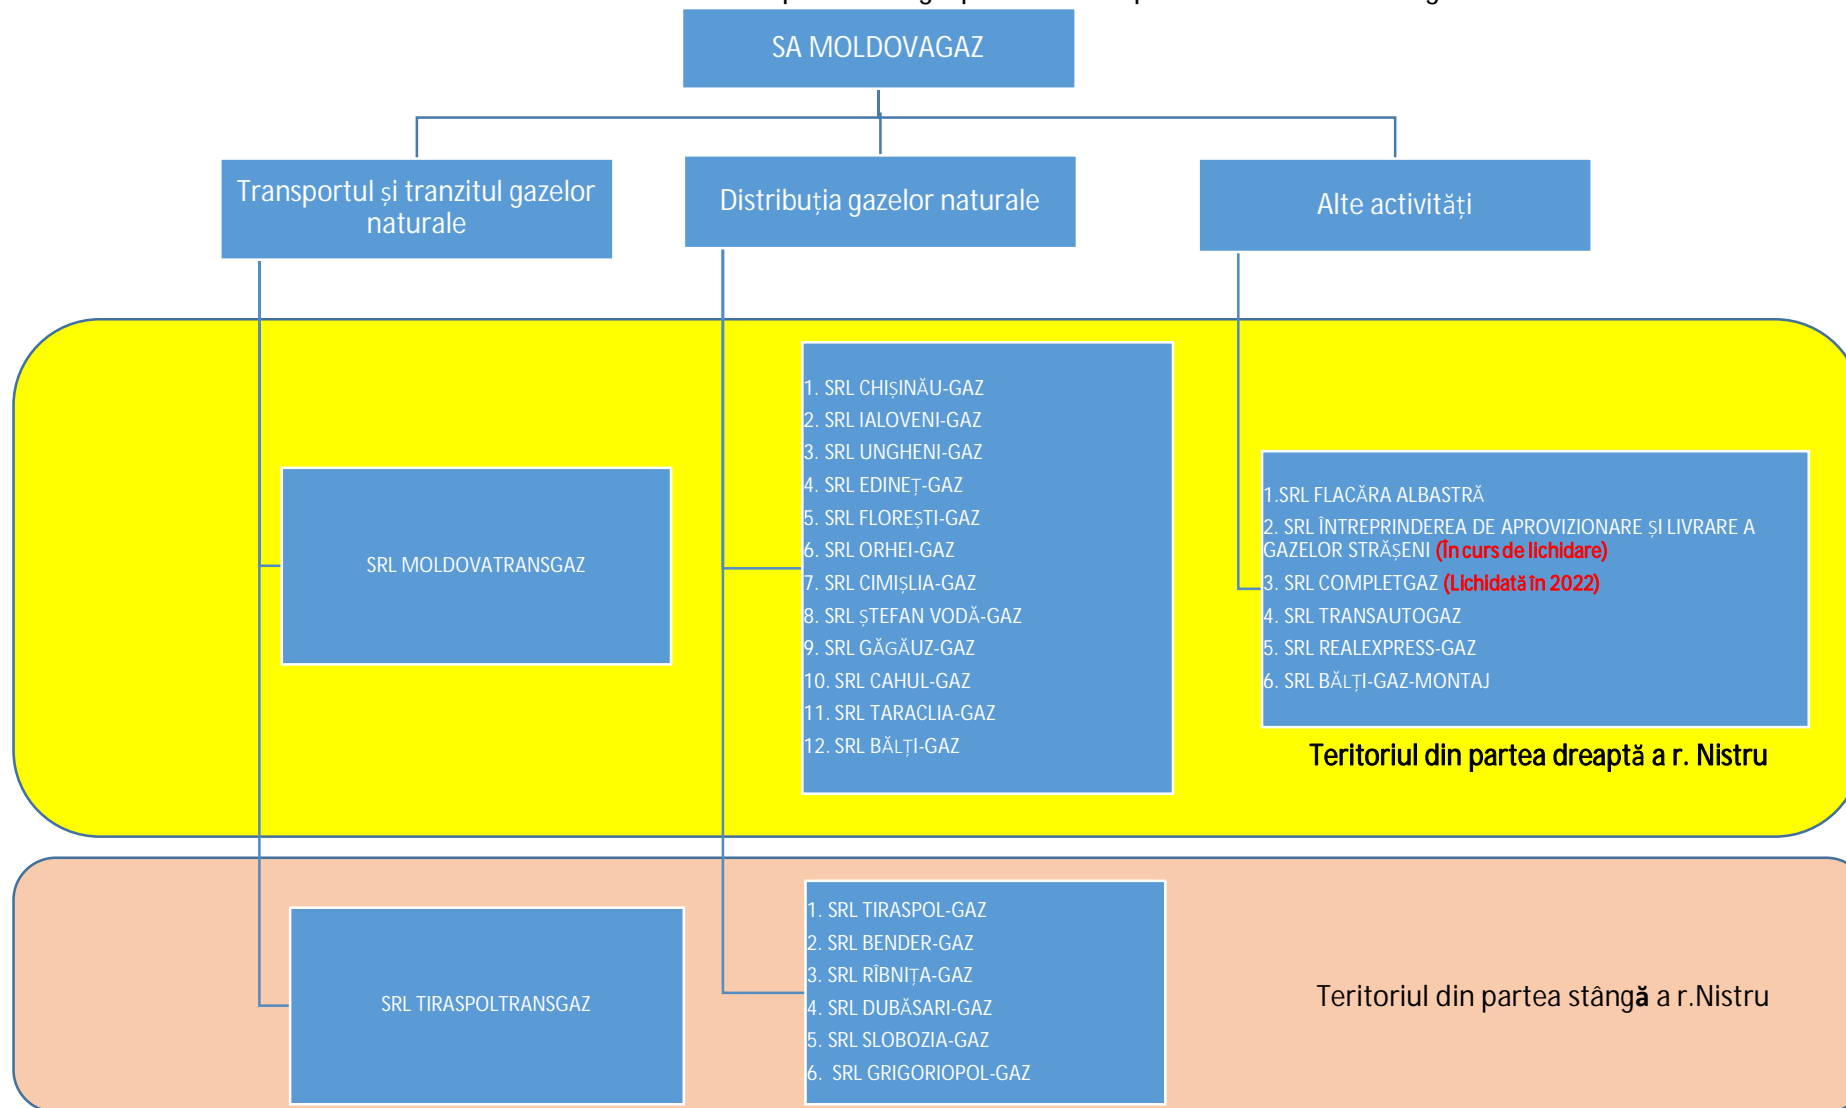 SA MOLDOVAGAZ
Transportul și tranzitul gazelor
naturale
Distribuția gazelor naturale
Alte activități
1. SRL CHIȘINĂU-GAZ
2. SRL IALOVENI-GAZ
3. SRL UNGHENI-GAZ
4. SRL EDINEȚ-GAZ
5. SRL FLOREȘTI-GAZ
6. SRL ORHEI-GAZ
7. SRL CIMIȘLIA-GAZ
8. SRL ȘTEFAN VODĂ-GAZ
9. SRL GĂGĂUZ-GAZ
10. SRL CAHUL-GAZ
11. SRL TARACLIA-GAZ
12. SRL BĂLȚI-GAZ
SRL MOLDOVATRANSGAZ
1.SRL FLACĂRA ALBASTRĂ
2. SRL ÎNTREPRINDEREA DE APROVIZIONARE ȘI LIVRARE A
GAZELOR STRĂȘENI (În curs de lichidare)
3. SRL COMPLETGAZ (Lichidată în 2022)
4. SRL TRANSAUTOGAZ
5. SRL REALEXPRESS-GAZ
6. SRL BĂLȚI-GAZ-MONTAJ
Teritoriul din partea dreaptă a r. Nistru
SRL TIRASPOLTRANSGAZ
1. SRL TIRASPOL-GAZ
2. SRL BENDER-GAZ
3. SRL RÎBNIȚA-GAZ
4. SRL DUBĂSARI-GAZ
5. SRL SLOBOZIA-GAZ
6. SRL GRIGORIOPOL-GAZ
Teritoriul din partea stângă a r.Nistru